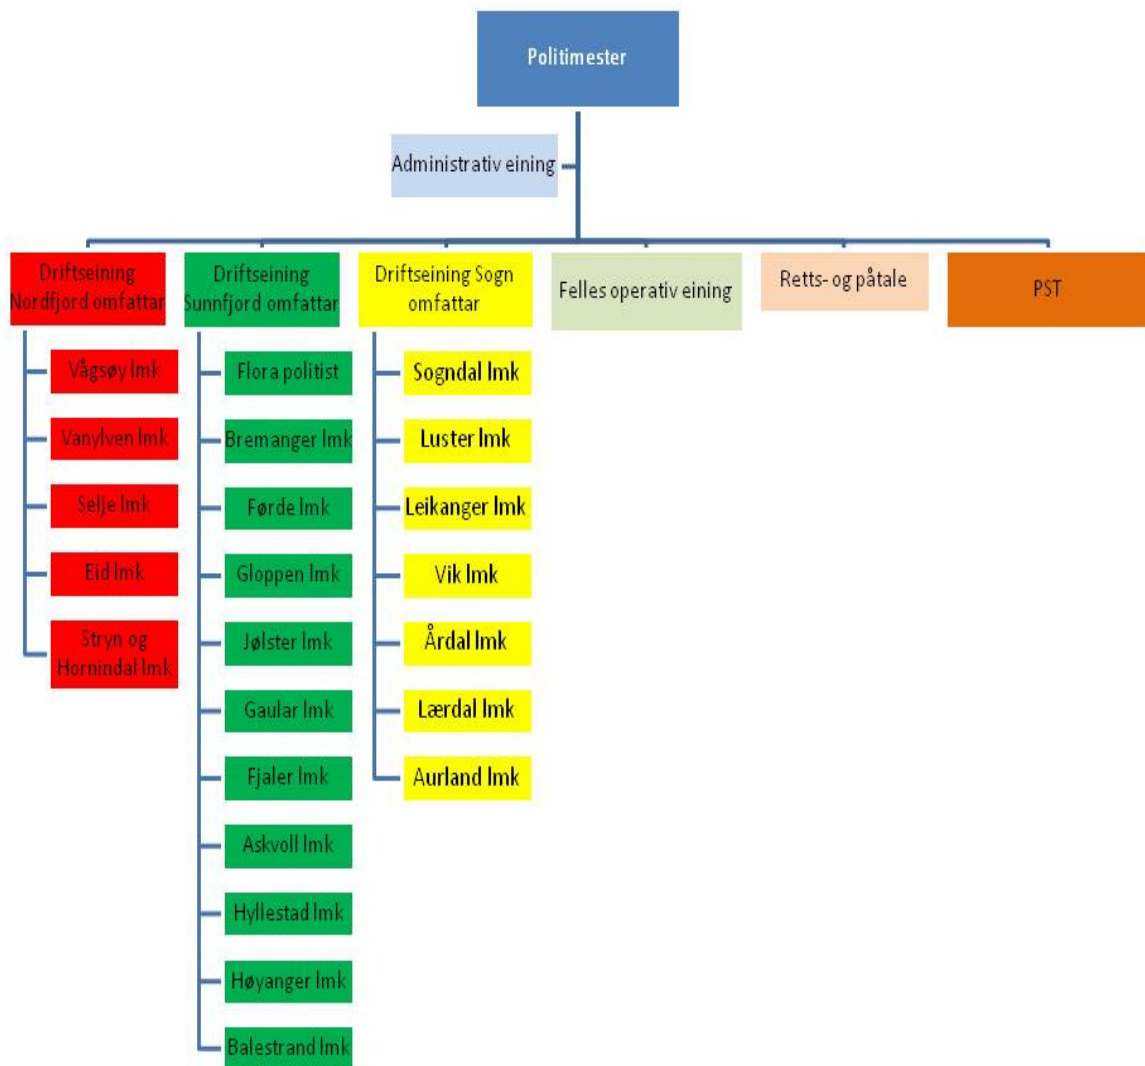 Politimester
Administrativ eining
Driftseining
Nordfjord omfattar
Driftseining
Sunnfjord omfattar
Driftseining Sogn
omfattar
Felles operativ eining
Retts- og påtale
PST
Vågsøy lmk
Vanylven lmk
Selje lmk
Eid lmk
Stryn og
Hornindal lmk
Flora politist
Bremanger lmk
Førde lmk
Gloppen lmk
Jølster lmk
Gaular lmk
Fjaler lmk
Askvoll lmk
Hyllestad lmk
Høyanger lmk
Balestrand lmk
Sogndal lmk
Luster lmk
Leikanger lmk
Vik lmk
Årdal lmk
Lærdal lmk
Aurland lmk